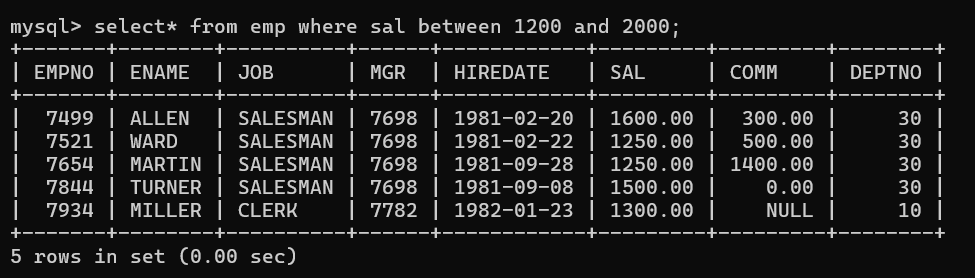 mysql> select* from emp where sal between 1200 and 2000;
+-------+--------+----------+------+------------+---------+---------+--------+
| EMPNO | ENAME  | JOB      | MGR  | HIREDATE   | SAL     | COMM    | DEPTNO |
+-------+--------+----------+------+------------+---------+---------+--------+
|  7499 | ALLEN  | SALESMAN | 7698 | 1981-02-20 | 1600.00 |  300.00 |     30 |
|  7521 | WARD   | SALESMAN | 7698 | 1981-02-22 | 1250.00 |  500.00 |     30 |
|  7654 | MARTIN | SALESMAN | 7698 | 1981-09-28 | 1250.00 | 1400.00 |     30 |
|  7844 | TURNER | SALESMAN | 7698 | 1981-09-08 | 1500.00 |    0.00 |     30 |
|  7934 | MILLER | CLERK    | 7782 | 1982-01-23 | 1300.00 |    NULL |     10 |
+-------+--------+----------+------+------------+---------+---------+--------+
5 rows in set (0.00 sec)